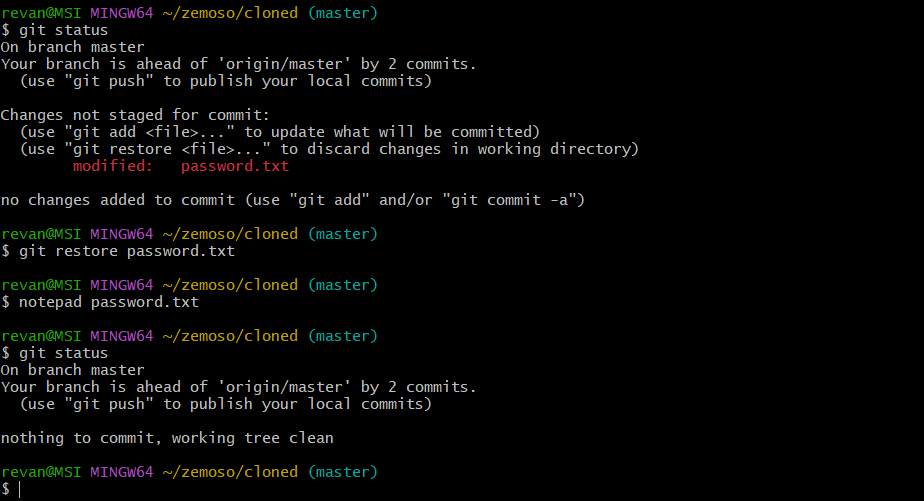 revan@MSI MINGW64 ~/zemoso/cloned (master)
$ git status
On branch master
Your branch is ahead of 'origin/master' by 2 commits.
  (use "git push" to publish your local commits)

Changes not staged for commit:
  (use "git add <file>..." to update what will be committed)
  (use "git restore <file>..." to discard changes in working directory)
        modified:   password.txt

no changes added to commit (use "git add" and/or "git commit -a")

revan@MSI MINGW64 ~/zemoso/cloned (master)
$ git restore password.txt

revan@MSI MINGW64 ~/zemoso/cloned (master)
$ notepad password.txt

revan@MSI MINGW64 ~/zemoso/cloned (master)
$ git status
On branch master
Your branch is ahead of 'origin/master' by 2 commits.
  (use "git push" to publish your local commits)

nothing to commit, working tree clean

revan@MSI MINGW64 ~/zemoso/cloned (master)
$